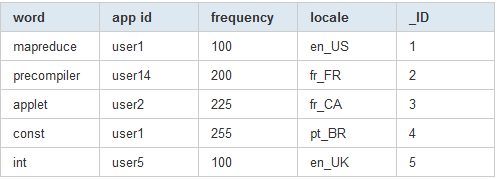 word app id frequency locale _ID
mapreduce user1 100 en_US 1
precompiler user14 200 fr_FR 2
applet user2 225 fr_CA 3
const user1 255 pt_BR 4
int user5 100 en_UK 5